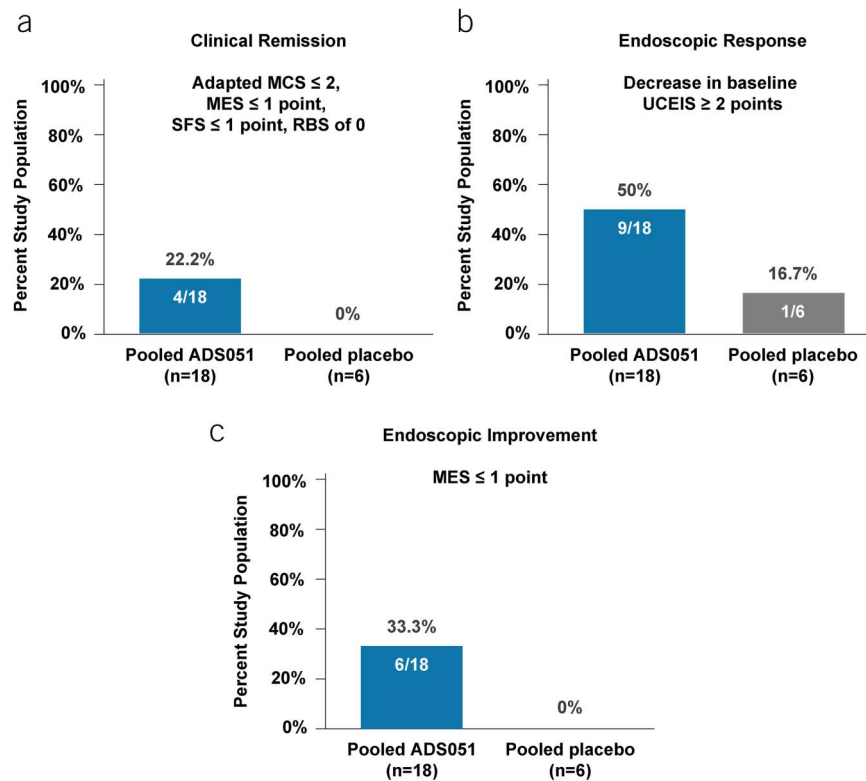 a
Clinical Remission
Adapted MCS ≤ 2,
MES ≤ 1 point,
SFS ≤ 1 point, RBS of 0
Percent Study Population
100%
80%
60%
40%
20%
0%
22.2%
4/18
0%
Pooled ADS051
(n=18)
Pooled placebo
(n=6)
b
Endoscopic Response
Decrease in baseline
UCEIS ≥ 2 points
Percent Study Population
100%
80%
60%
40%
20%
0%
50%
9/18
16.7%
1/6
Pooled ADS051
(n=18)
Pooled placebo
(n=6)
c
Endoscopic Improvement
MES ≤ 1 point
Percent Study Population
100%
80%
60%
40%
20%
0%
33.3%
6/18
0%
Pooled ADS051
(n=18)
Pooled placebo
(n=6)